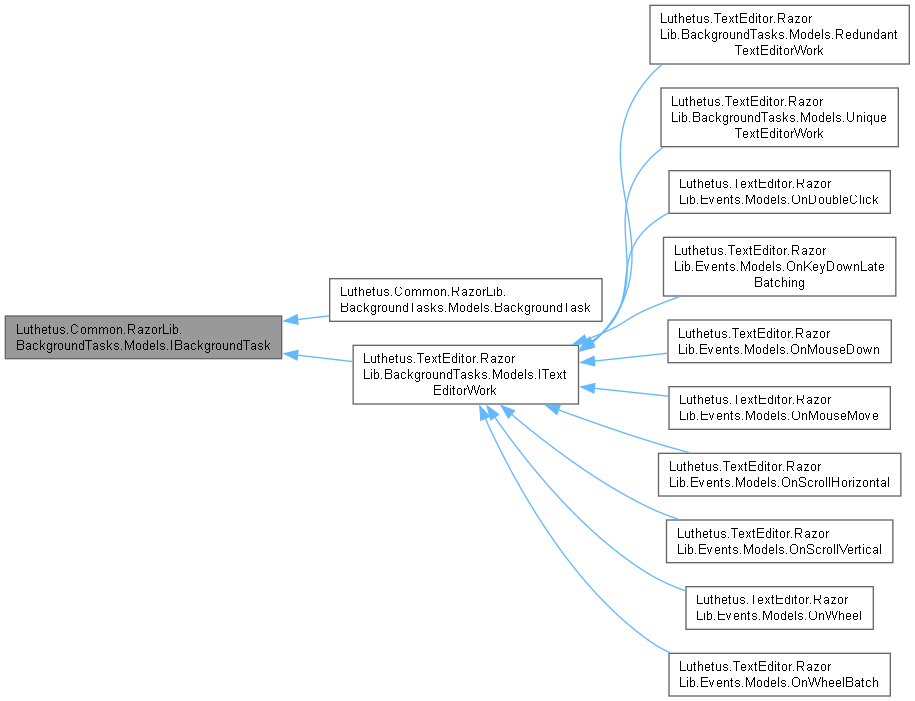 Luthetus.TextEditor.Razor
Lib.BackgroundTasks.Models.Redundant
TextEditorWork
Luthetus.TextEditor.Razor
Lib.BackgroundTasks.Models.Unique
TextEditorWork
Luthetus.TextEditor.Razor
Lib.Events.Models.OnDoubleClick
Luthetus.TextEditor.Razor
Lib.Events.Models.OnKeyDownLate
Batching
Luthetus.Common.RazorLib.
BackgroundTasks.Models.BackgroundTask
Luthetus.Common.RazorLib.
BackgroundTasks.Models.IBackgroundTask
Luthetus.TextEditor.Razor
Lib.Events.Models.OnMouseDown
Luthetus.TextEditor.Razor
Lib.BackgroundTasks.Models.IText
EditorWork
Luthetus.TextEditor.Razor
Lib.Events.Models.OnMouseMove
Luthetus.TextEditor.Razor
Lib.Events.Models.OnScrollHorizontal
Luthetus.TextEditor.Razor
Lib.Events.Models.OnScrollVertical
Luthetus.TextEditor.Razor
Lib.Events.Models.OnWheel
Luthetus.TextEditor.Razor
Lib.Events.Models.OnWheelBatch